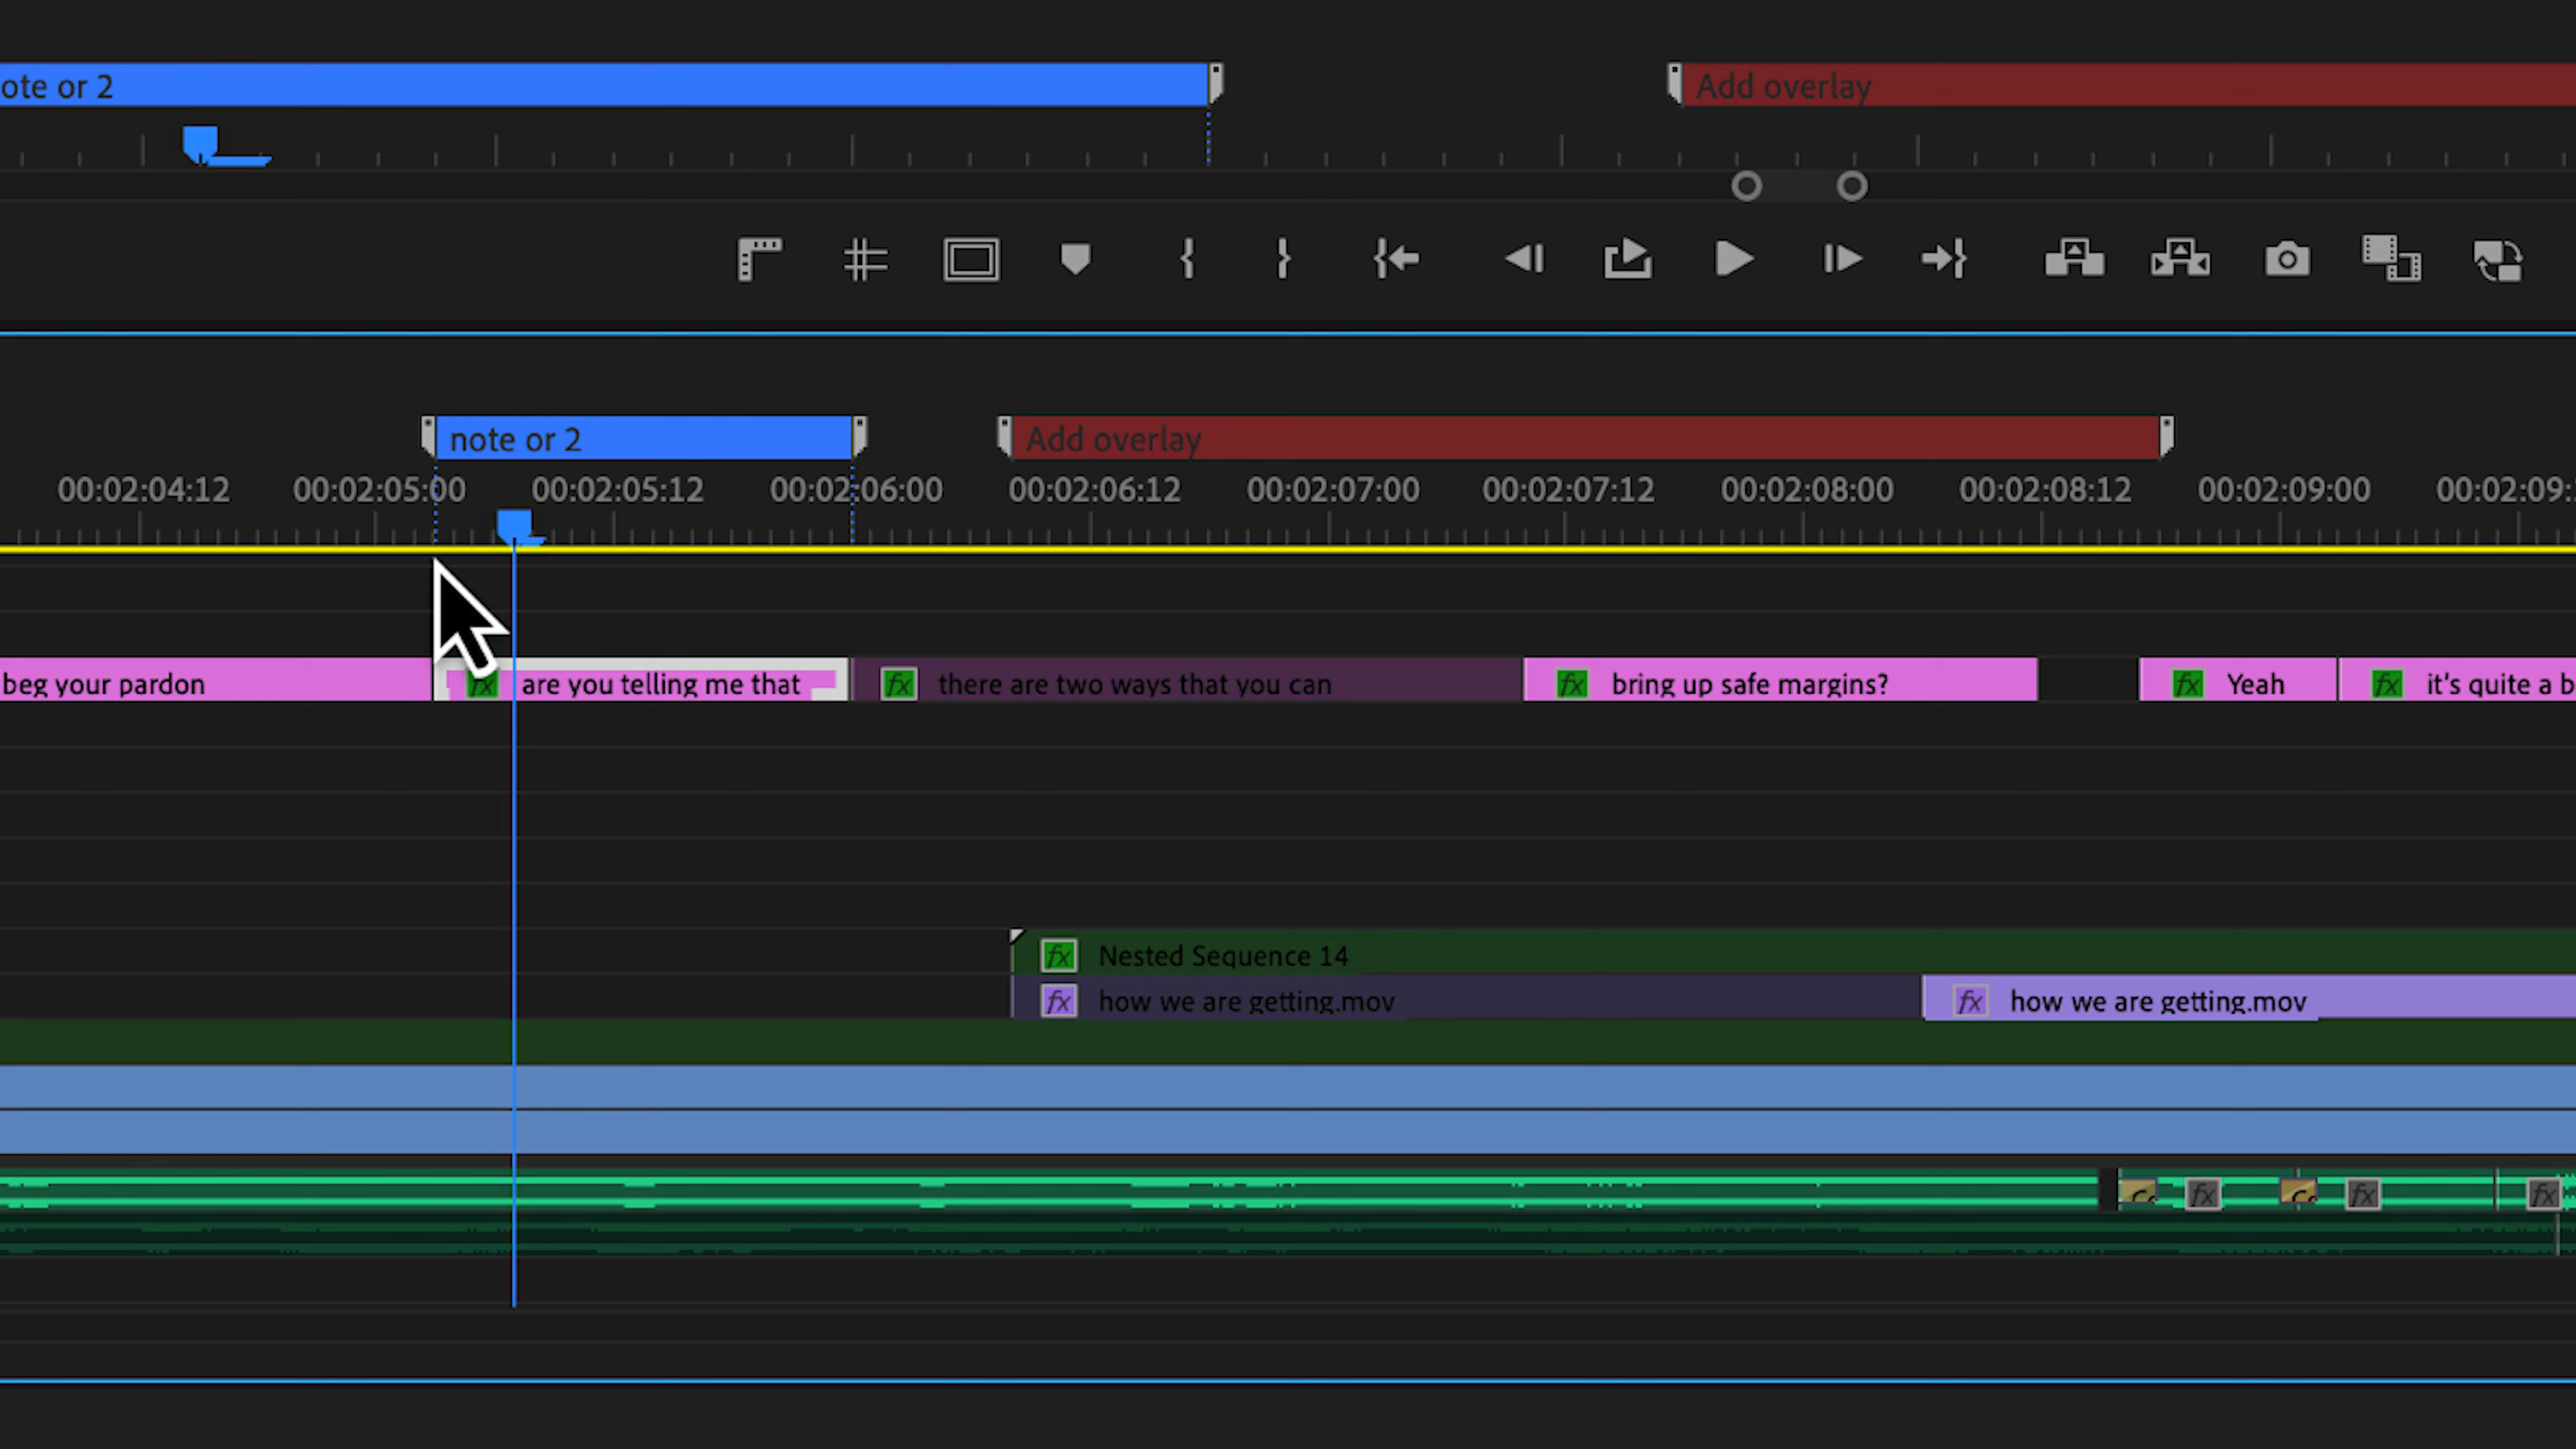 ote or 2
Add overlay
note or 2
Add overlay
00:02:04:12 00:02:05:00 00:02:05:12 00:02:06:00 00:02:06:12 00:02:07:00 00:02:07:12 00:02:08:00 00:02:08:12 00:02:09:00 00:02:09:
beg your pardon
fx are you telling me that
fx there are two ways that you can
fx bring up safe margins?
fx Yeah
fx it's quite a b
fx Nested Sequence 14
fx how we are getting.mov
fx how we are getting.mov
fx
fx
fx